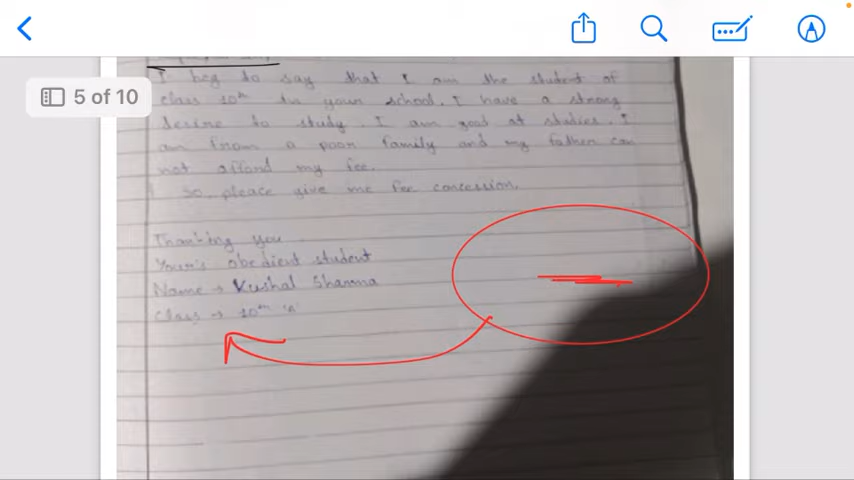 5 of 10
I beg to say that I am the student of
class 10th in your school. I have a strong
desire to study. I am good at studies. I
am from a poor family and my father can
not afford my fee.
So, pleace give me fee concession.
Thanking you
Your's obedient student
Name → Kushal Sharma
Class → 10th 'A'